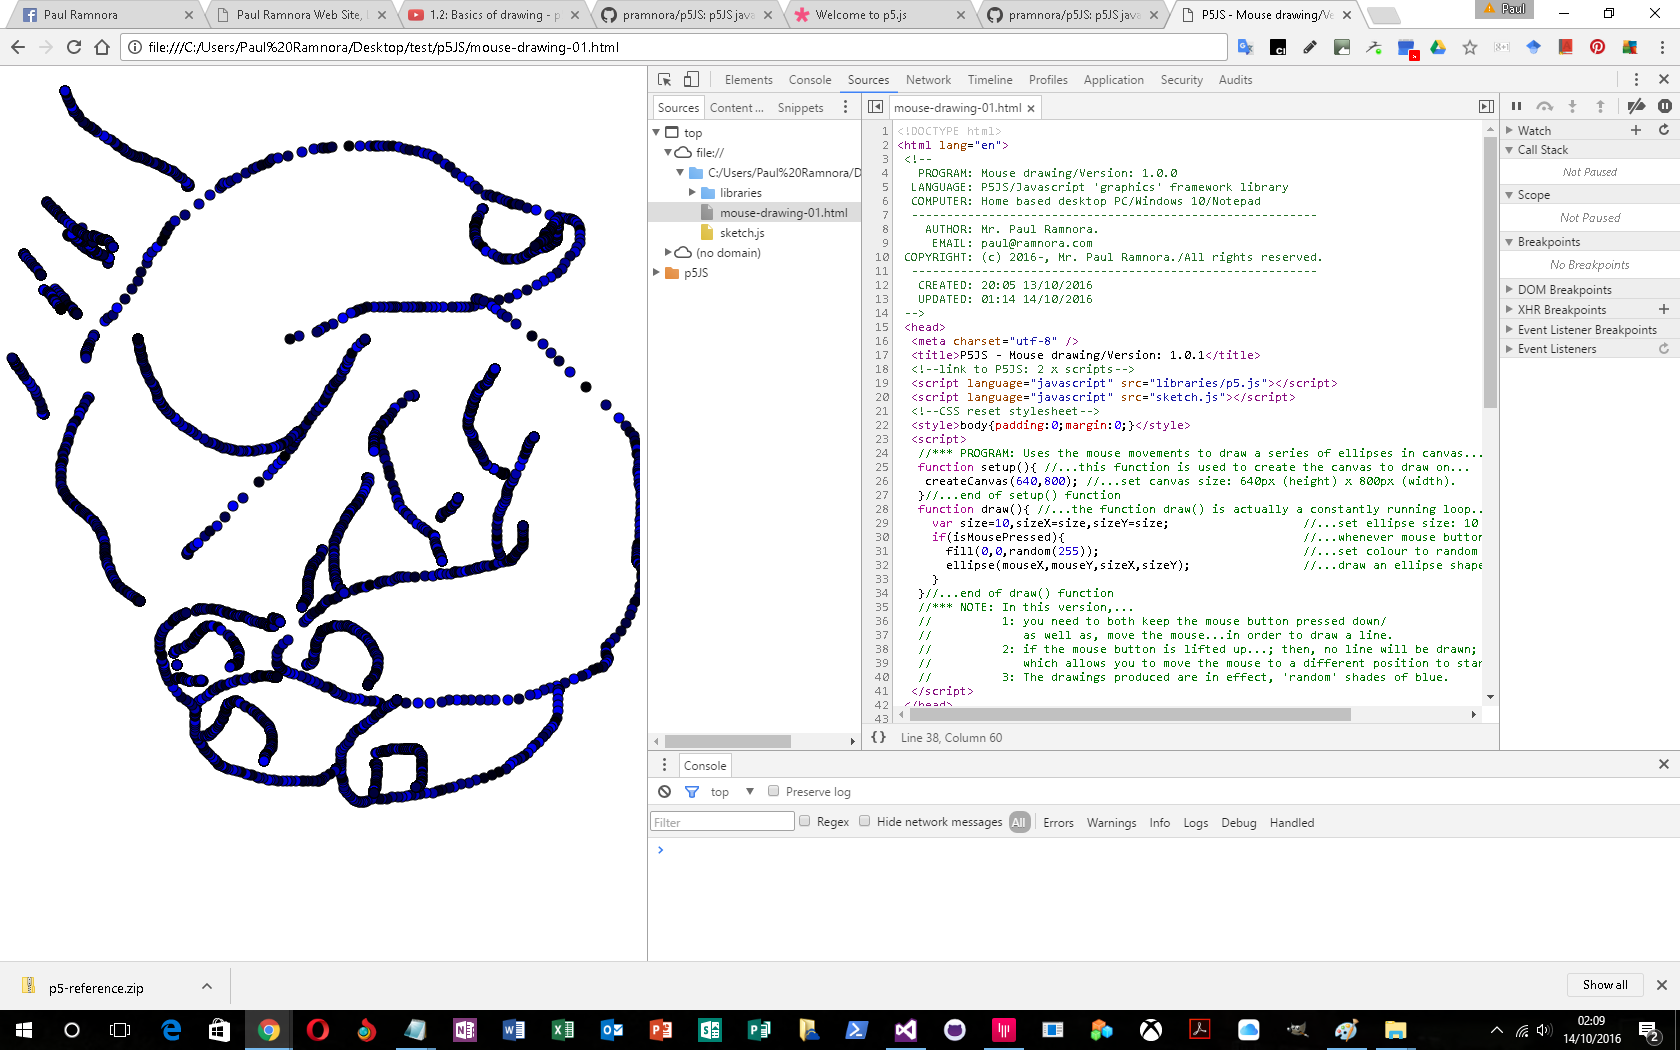 Paul Ramnora
Paul Ramnora Web Site,
1.2: Basics of drawing - p
pramnora/p5JS: p5JS java
Welcome to p5.js
pramnora/p5JS: p5JS java
P5JS - Mouse drawing/Ve
Paul
file:///C:/Users/Paul%20Ramnora/Desktop/test/p5JS/mouse-drawing-01.html
Elements Console Sources Network Timeline Profiles Application Security Audits
Sources Content ... Snippets
mouse-drawing-01.html
top
file://
C:/Users/Paul%20Ramnora/D
libraries
mouse-drawing-01.html
sketch.js
(no domain)
p5JS
1 <!DOCTYPE html>
2 <html lang="en">
3 <!--
4 PROGRAM: Mouse drawing/Version: 1.0.0
5 LANGUAGE: P5JS/Javascript 'graphics' framework library
6 COMPUTER: Home based desktop PC/Windows 10/Notepad
7 ----------------------------------------------------------
8 AUTHOR: Mr. Paul Ramnora.
9 EMAIL: paul@ramnora.com
10 COPYRIGHT: (c) 2016-, Mr. Paul Ramnora./All rights reserved.
11 ----------------------------------------------------------
12 CREATED: 20:05 13/10/2016
13 UPDATED: 01:14 14/10/2016
14 -->
15 <head>
16 <meta charset="utf-8" />
17 <title>P5JS - Mouse drawing/Version: 1.0.1</title>
18 <!--link to P5JS: 2 x scripts-->
19 <script language="javascript" src="libraries/p5.js"></script>
20 <script language="javascript" src="sketch.js"></script>
21 <!--CSS reset stylesheet-->
22 <style>body{padding:0;margin:0;}</style>
23 <script>
24 //*** PROGRAM: Uses the mouse movements to draw a series of ellipses in canvas...
25 function setup(){ //...this function is used to create the canvas to draw on...
26 createCanvas(640,800); //...set canvas size: 640px (height) x 800px (width).
27 }//...end of setup() function
28 function draw(){ //...the function draw() is actually a constantly running loop..
29 var size=10,sizeX=size,sizeY=size; //...set ellipse size: 10
30 if(isMousePressed){ //...whenever mouse button
31 fill(0,0,random(255)); //...set colour to random
32 ellipse(mouseX,mouseY,sizeX,sizeY); //...draw an ellipse shape
33 }
34 }//...end of draw() function
35 //*** NOTE: In this version,...
36 // 1: you need to both keep the mouse button pressed down/
37 // as well as, move the mouse...in order to draw a line.
38 // 2: if the mouse button is lifted up...; then, no line will be drawn;
39 // which allows you to move the mouse to a different position to star
40 // 3: The drawings produced are in effect, 'random' shades of blue.
41 </script>
42 </head>
43
{} Line 38, Column 60
Watch
Call Stack
Not Paused
Scope
Not Paused
Breakpoints
No Breakpoints
DOM Breakpoints
XHR Breakpoints
Event Listener Breakpoints
Event Listeners
Console
top Preserve log
Filter Regex Hide network messages All Errors Warnings Info Logs Debug Handled
p5-reference.zip
Show all
02:09
14/10/2016
2